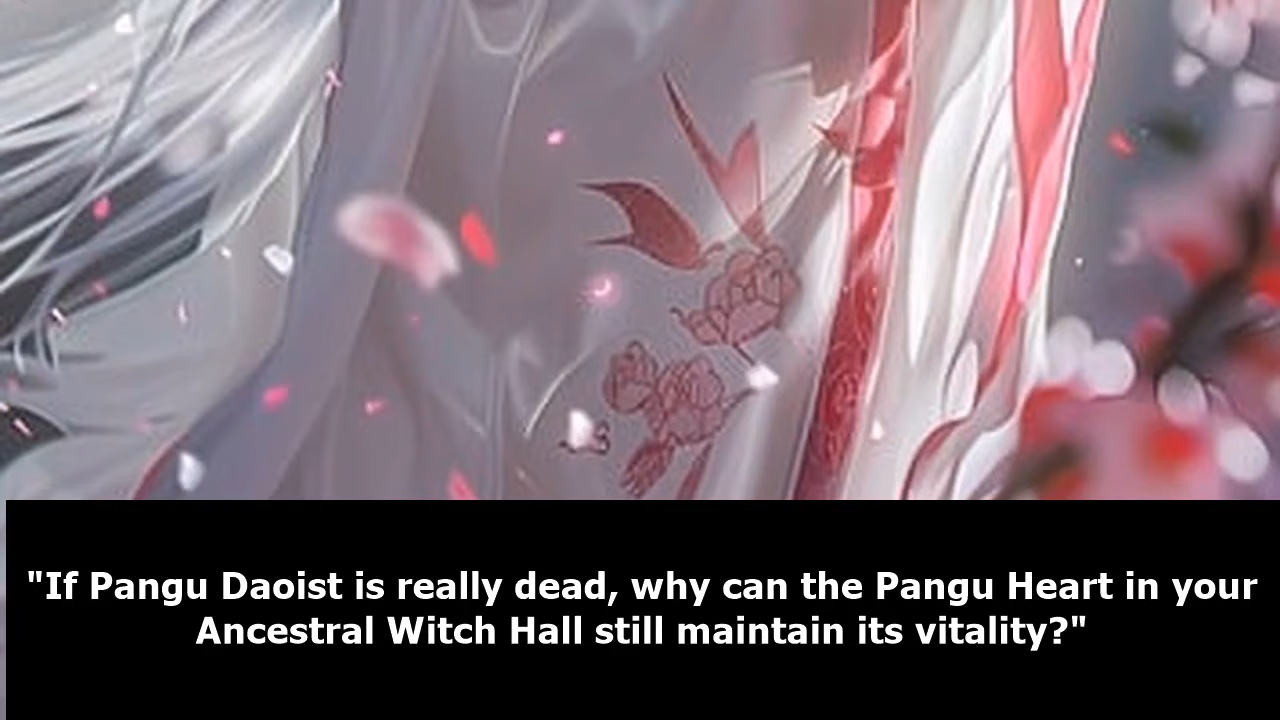 "If Pangu Daoist is really dead, why can the Pangu Heart in your
Ancestral Witch Hall still maintain its vitality?"